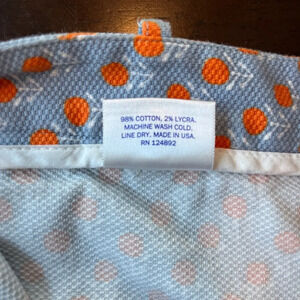 98% COTTON, 2% LYCRA.
MACHINE WASH COLD.
LINE DRY. MADE IN USA.
RN 124892